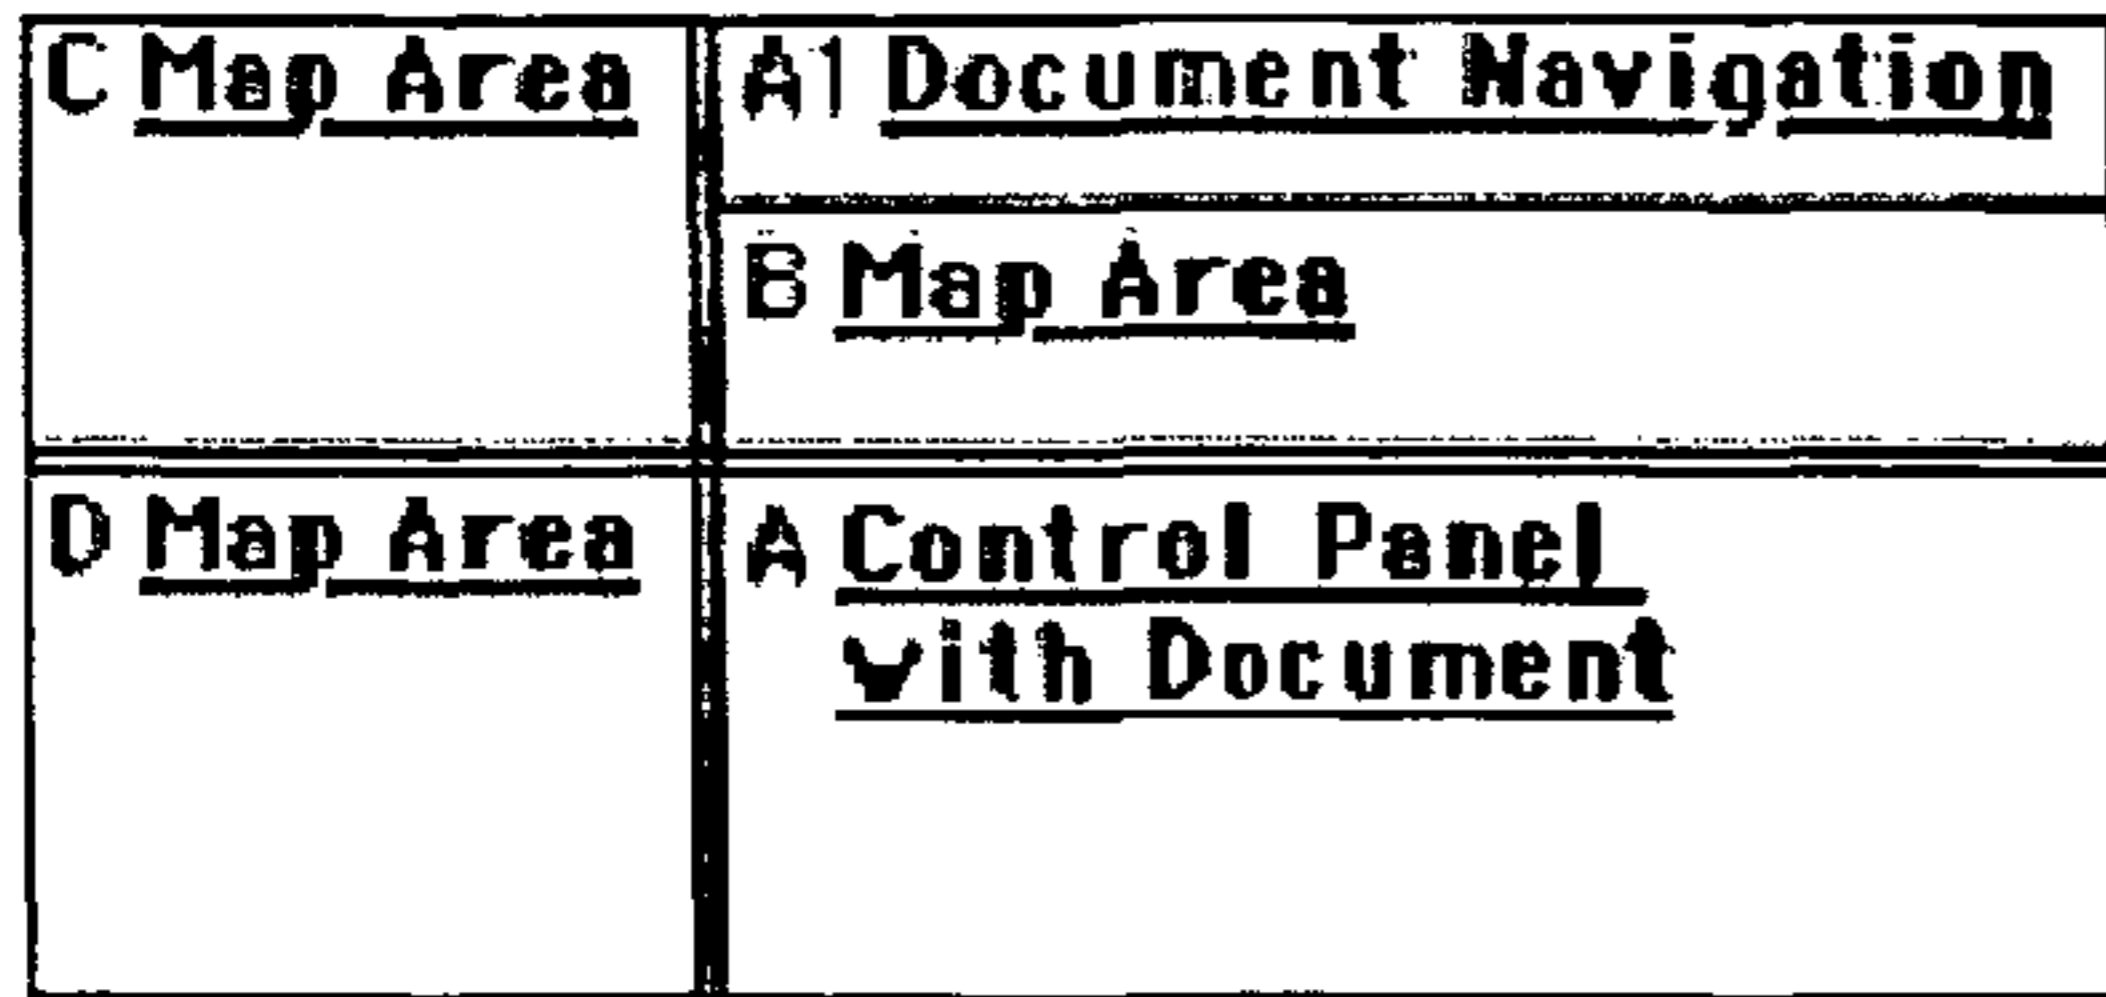 C Map Area
A1 Document Navigation
B Map Area
D Map Area
A Control Panel
with Document